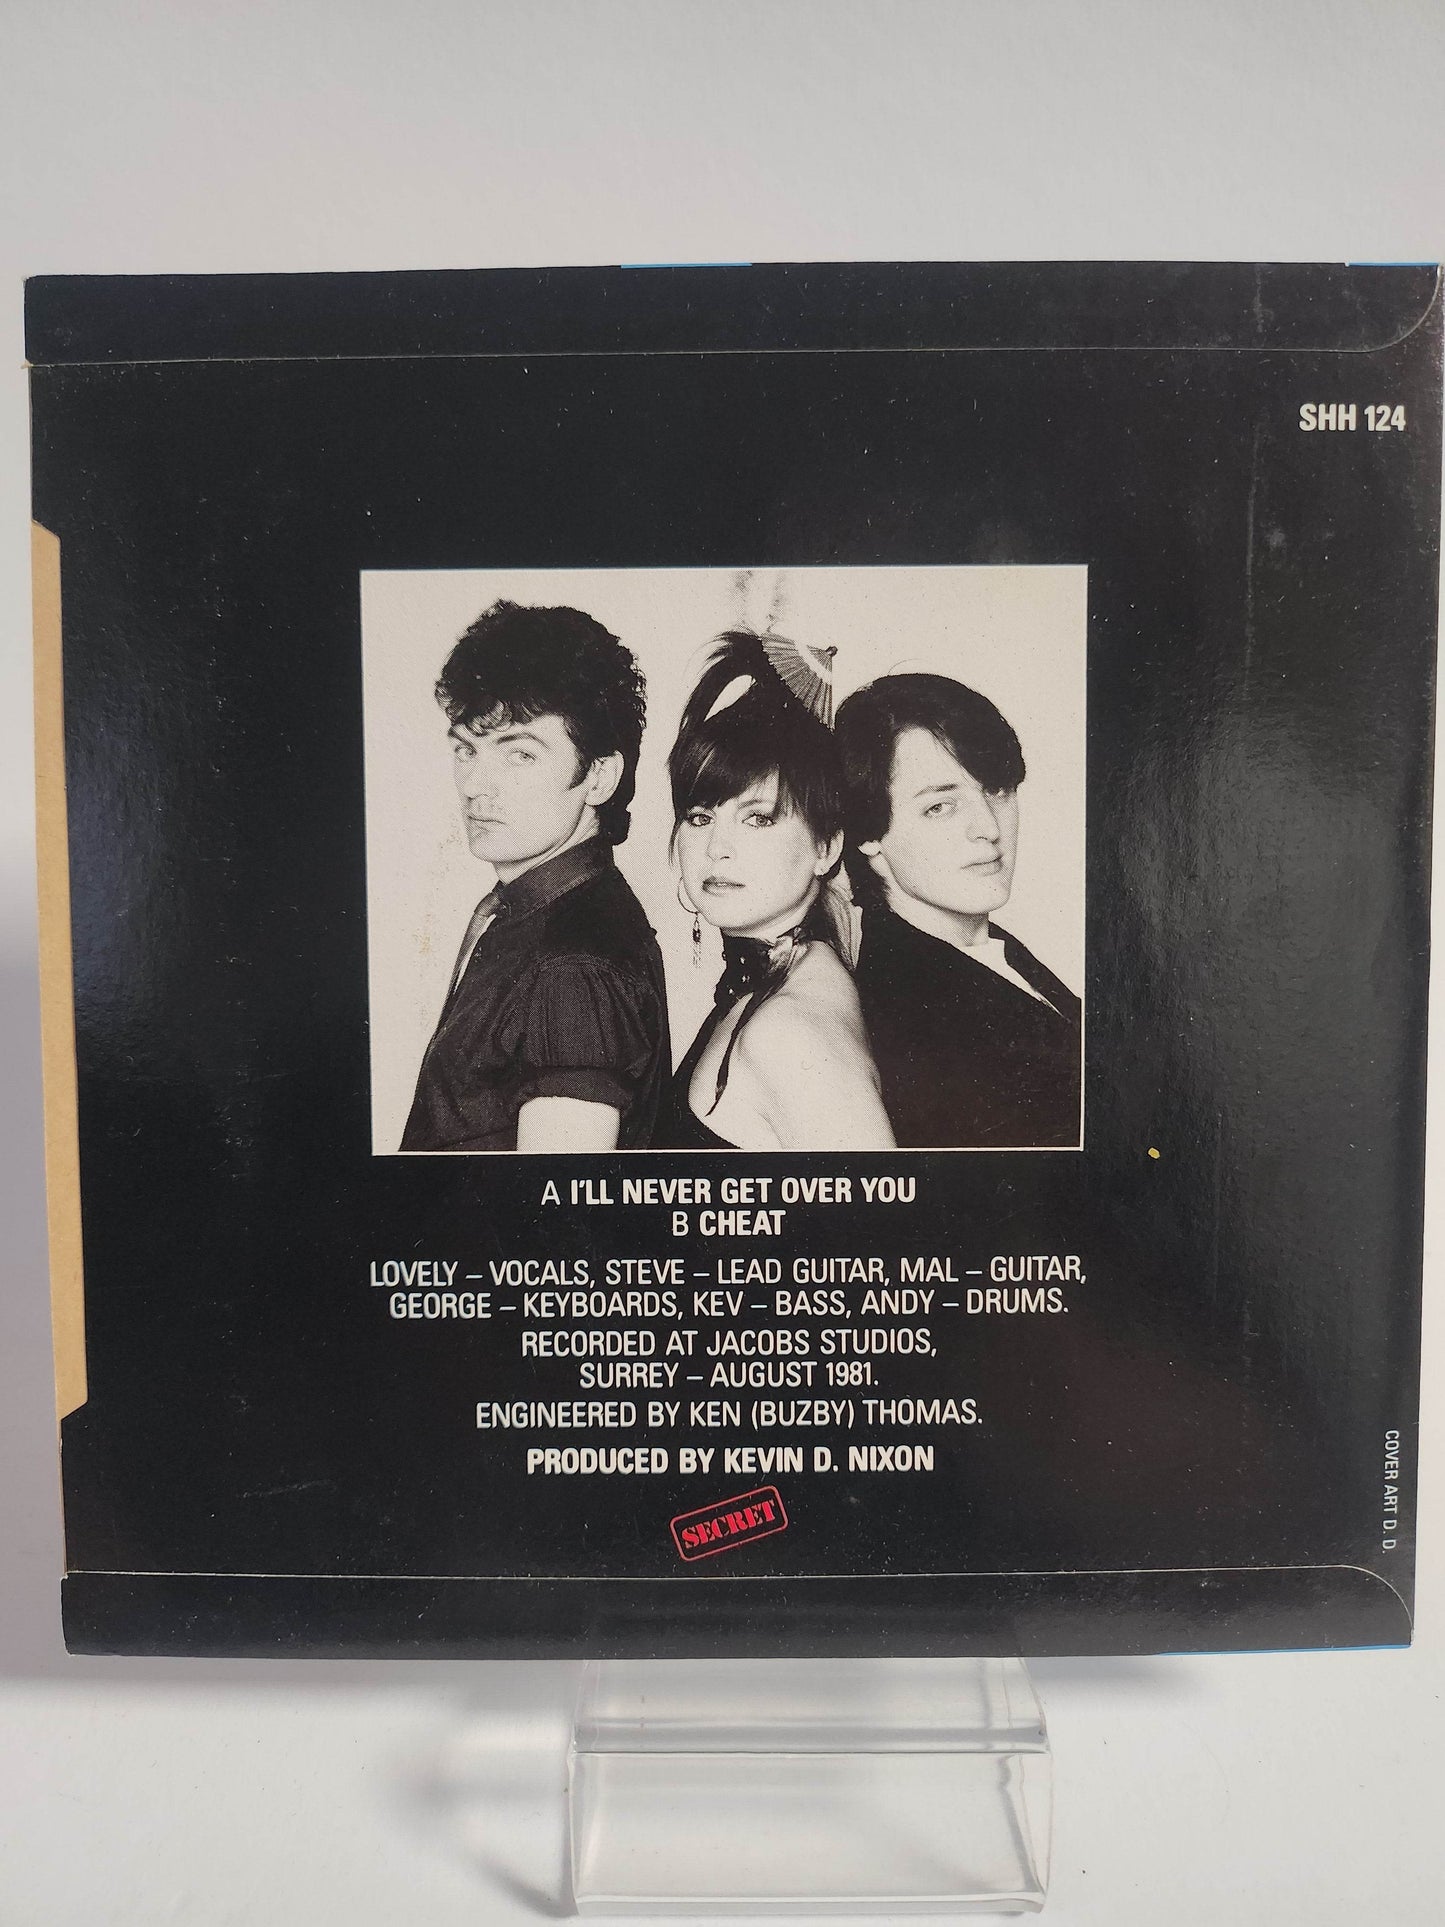 SHH 124
A I'LL NEVER GET OVER YOU
B CHEAT
LOVELY – VOCALS, STEVE – LEAD GUITAR, MAL – GUITAR,
GEORGE – KEYBOARDS, KEV – BASS, ANDY – DRUMS.
RECORDED AT JACOBS STUDIOS,
SURREY – AUGUST 1981.
ENGINEERED BY KEN (BUZBY) THOMAS.
PRODUCED BY KEVIN D. NIXON
SECRET
COVER ART D. D.